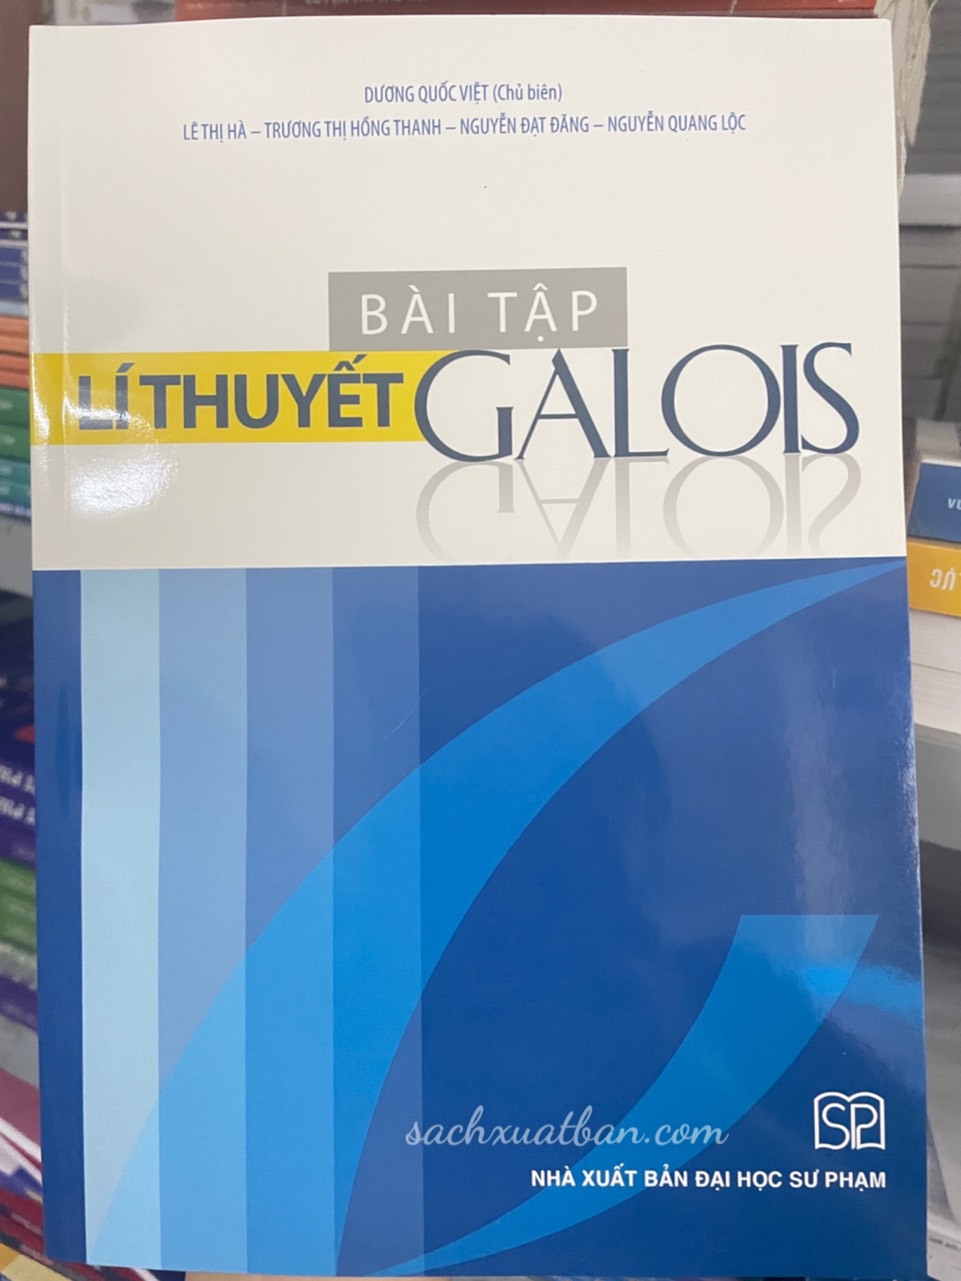 DƯƠNG QUỐC VIỆT (Chủ biên)
LÊ THỊ HÀ – TRƯƠNG THỊ HỒNG THANH – NGUYỄN ĐẠT ĐĂNG – NGUYỄN QUANG LỘC
BÀI TẬP
LÍ THUYẾT GALOIS
sachxuatban.com
SP
NHÀ XUẤT BẢN ĐẠI HỌC SƯ PHẠM